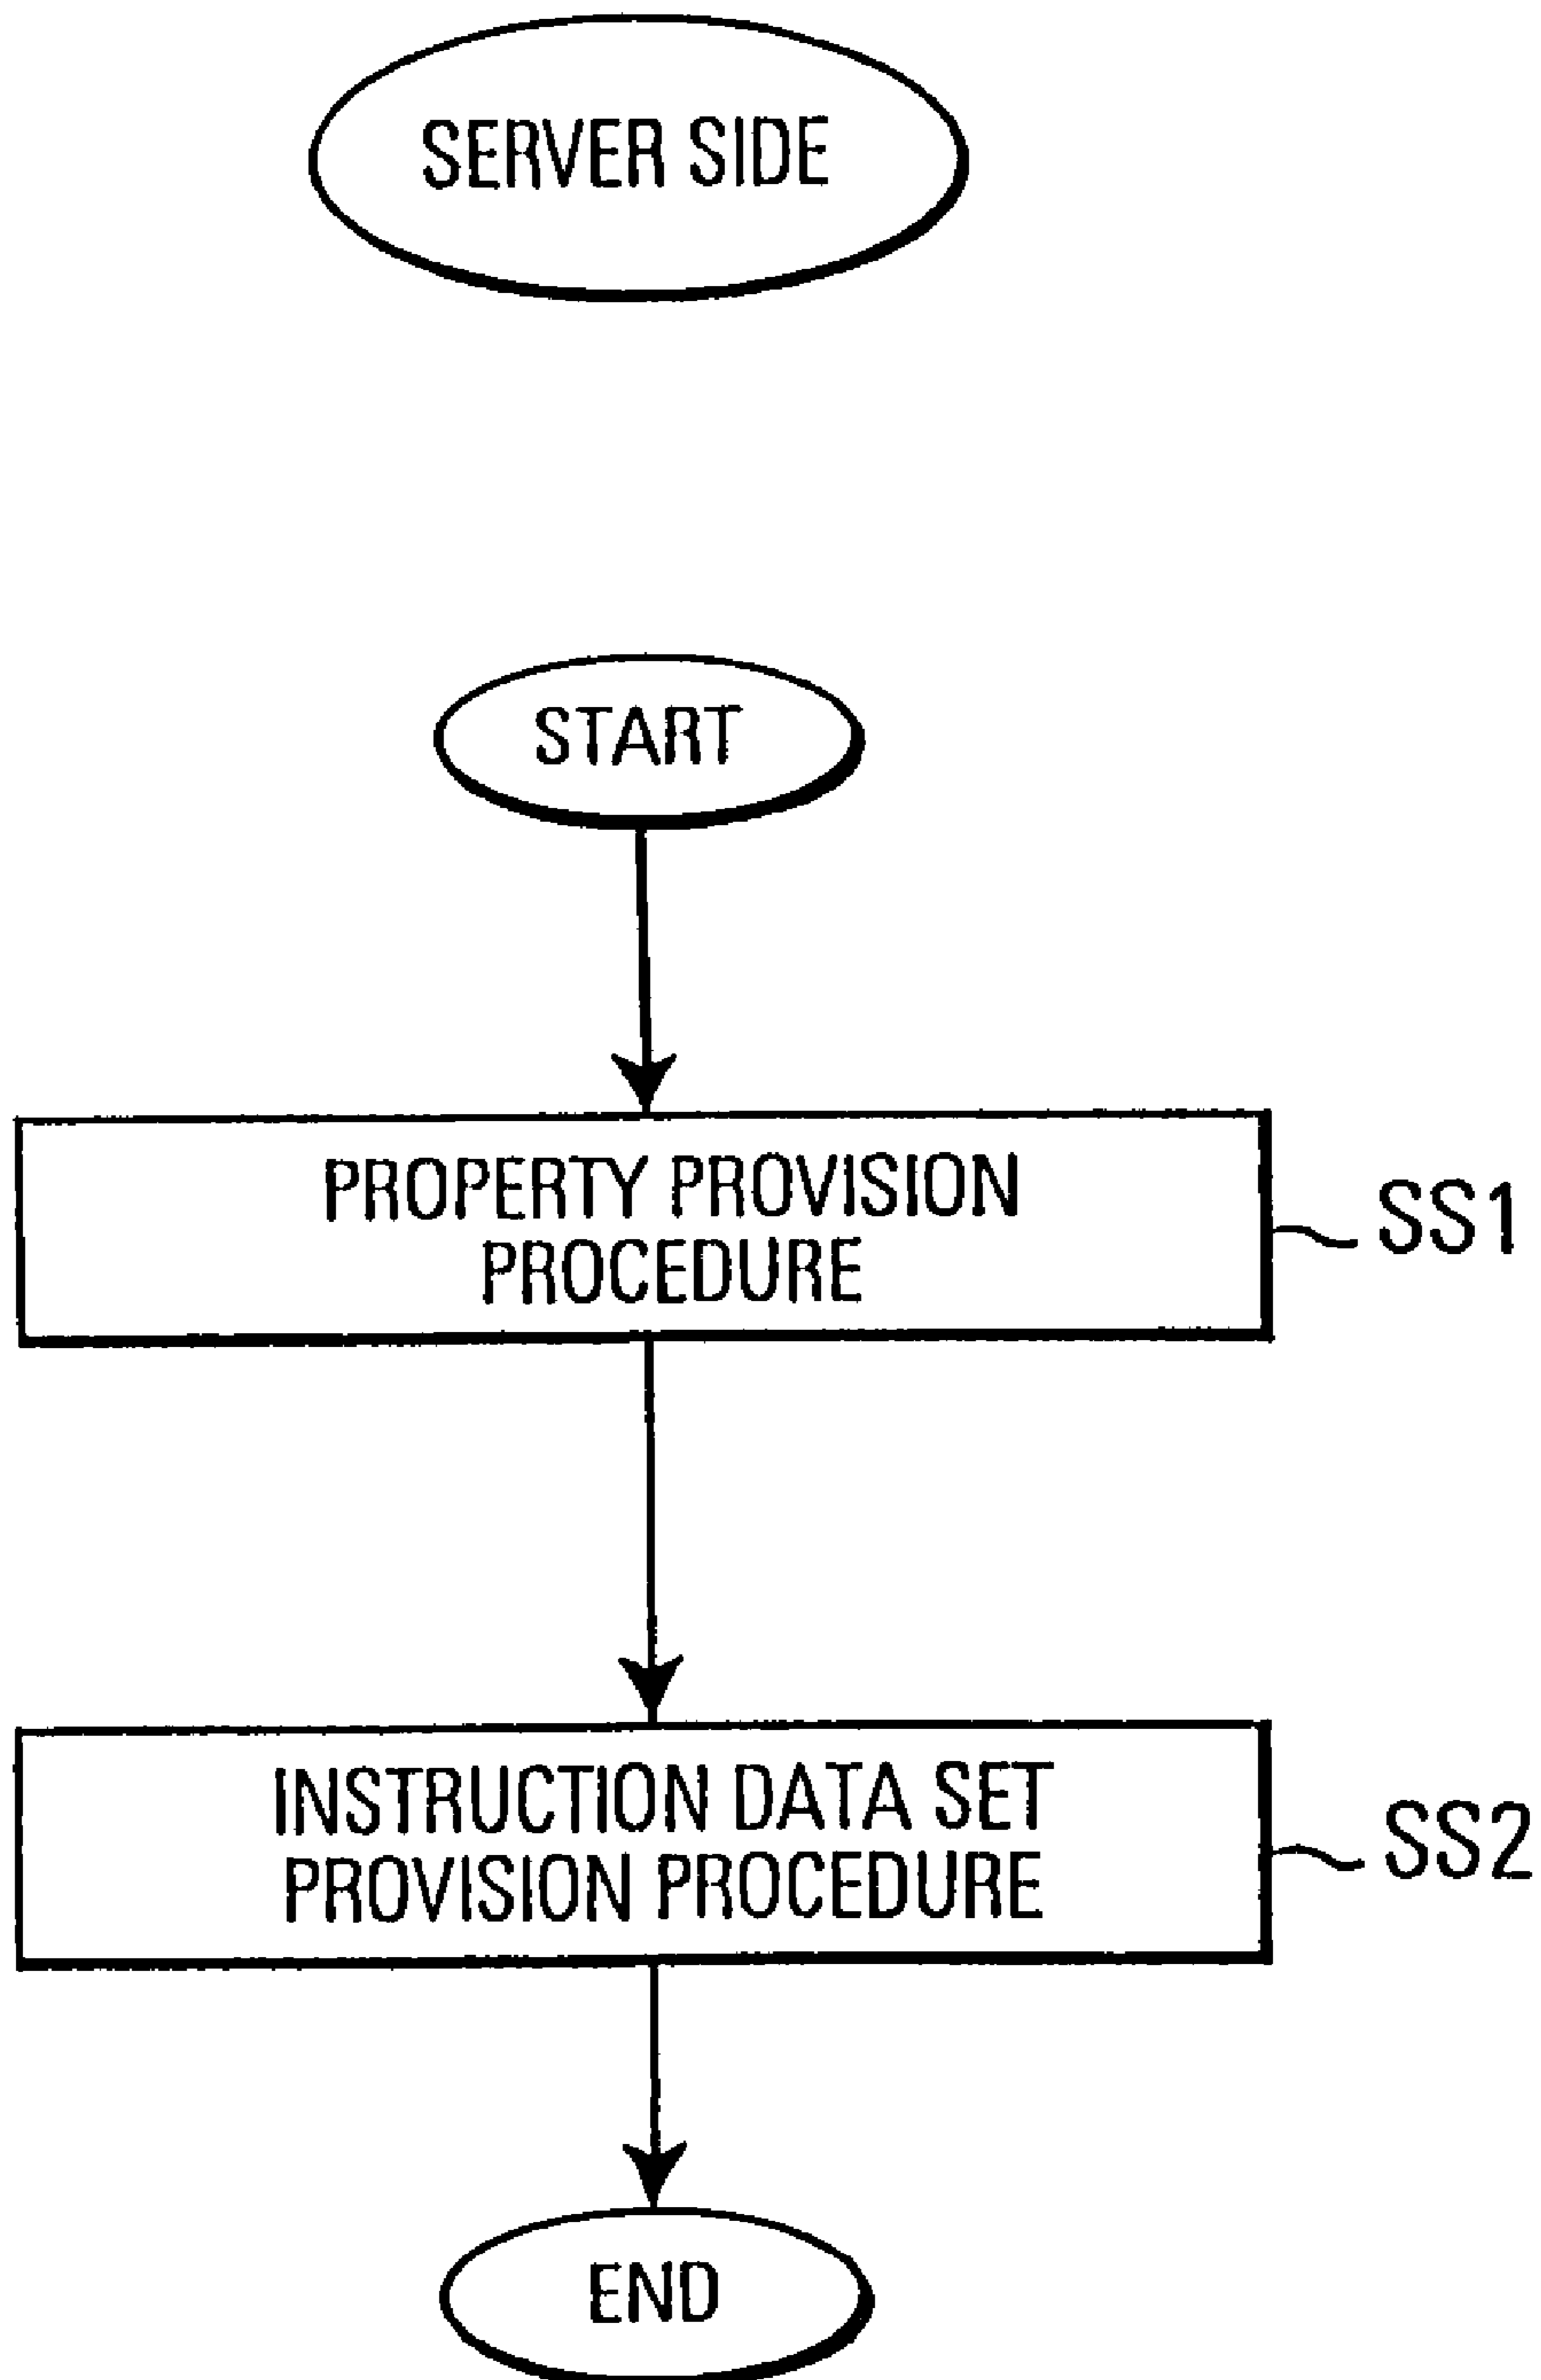 SERVER SIDE
START
PROPERTY PROVISION
PROCEDURE
SS1
INSTRUCTION DATA SET
PROVISION PROCEDURE
SS2
END